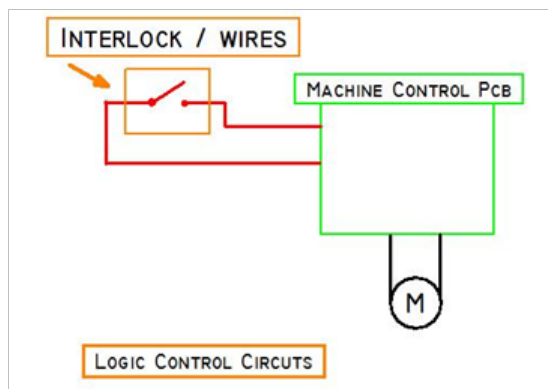 INTERLOCK / WIRES
MACHINE CONTROL PCB
M
LOGIC CONTROL CIRCUTS